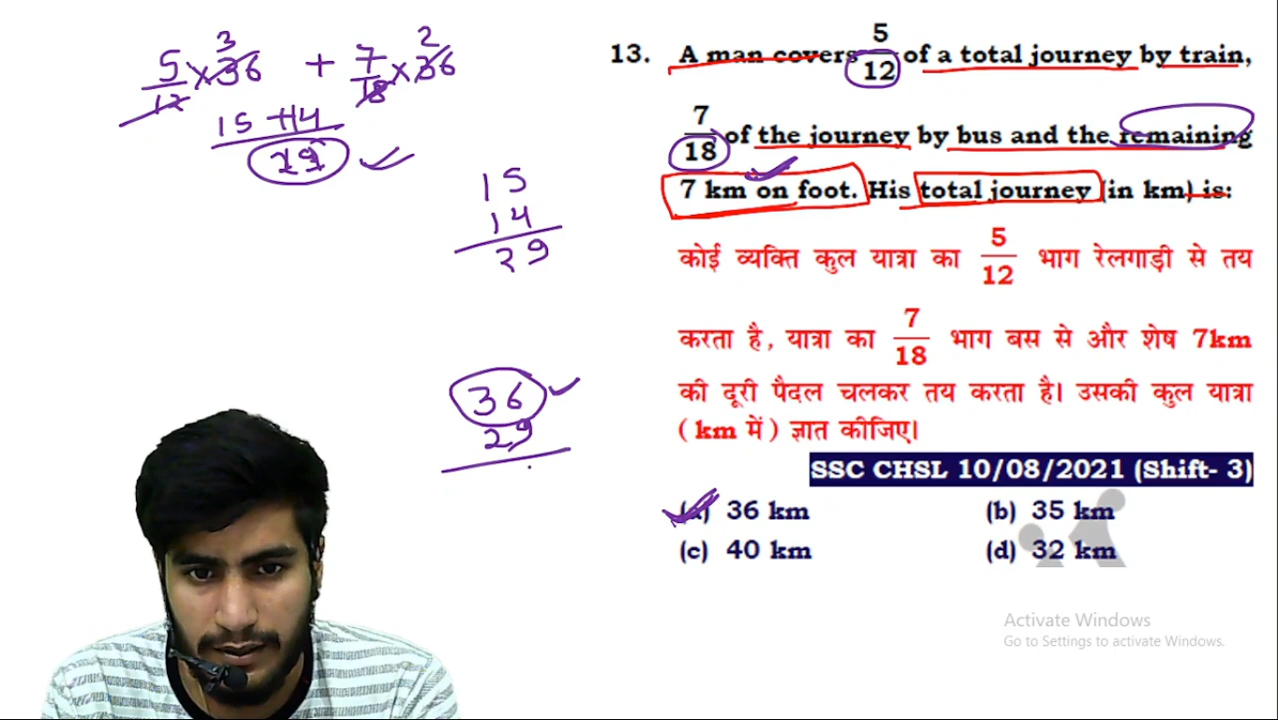 5/12 × 36 3 + 7/18 × 36 2
15 + 14
29
15
14
29
36
29
13. A man covers 5/12 of a total journey by train,
7/18 of the journey by bus and the remaining
7 km on foot. His total journey (in km) is:
कोई व्यक्ति कुल यात्रा का 5/12 भाग रेलगाड़ी से तय
करता है, यात्रा का 7/18 भाग बस से और शेष 7km
की दूरी पैदल चलकर तय करता है। उसकी कुल यात्रा
( km में ) ज्ञात कीजिए।
SSC CHSL 10/08/2021 (Shift- 3)
(a) 36 km (b) 35 km
(c) 40 km (d) 32 km
Activate Windows
Go to Settings to activate Windows.